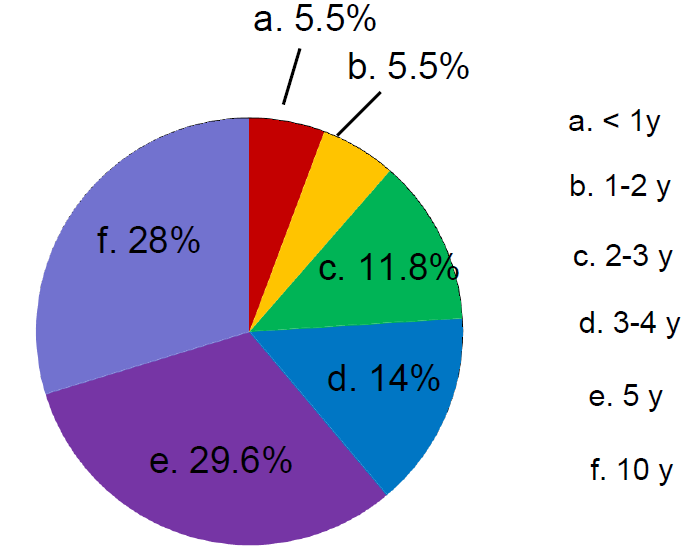 a. 5.5%
b. 5.5%
c. 11.8%
d. 14%
e. 29.6%
f. 28%
a. < 1y
b. 1-2 y
c. 2-3 y
d. 3-4 y
e. 5 y
f. 10 y